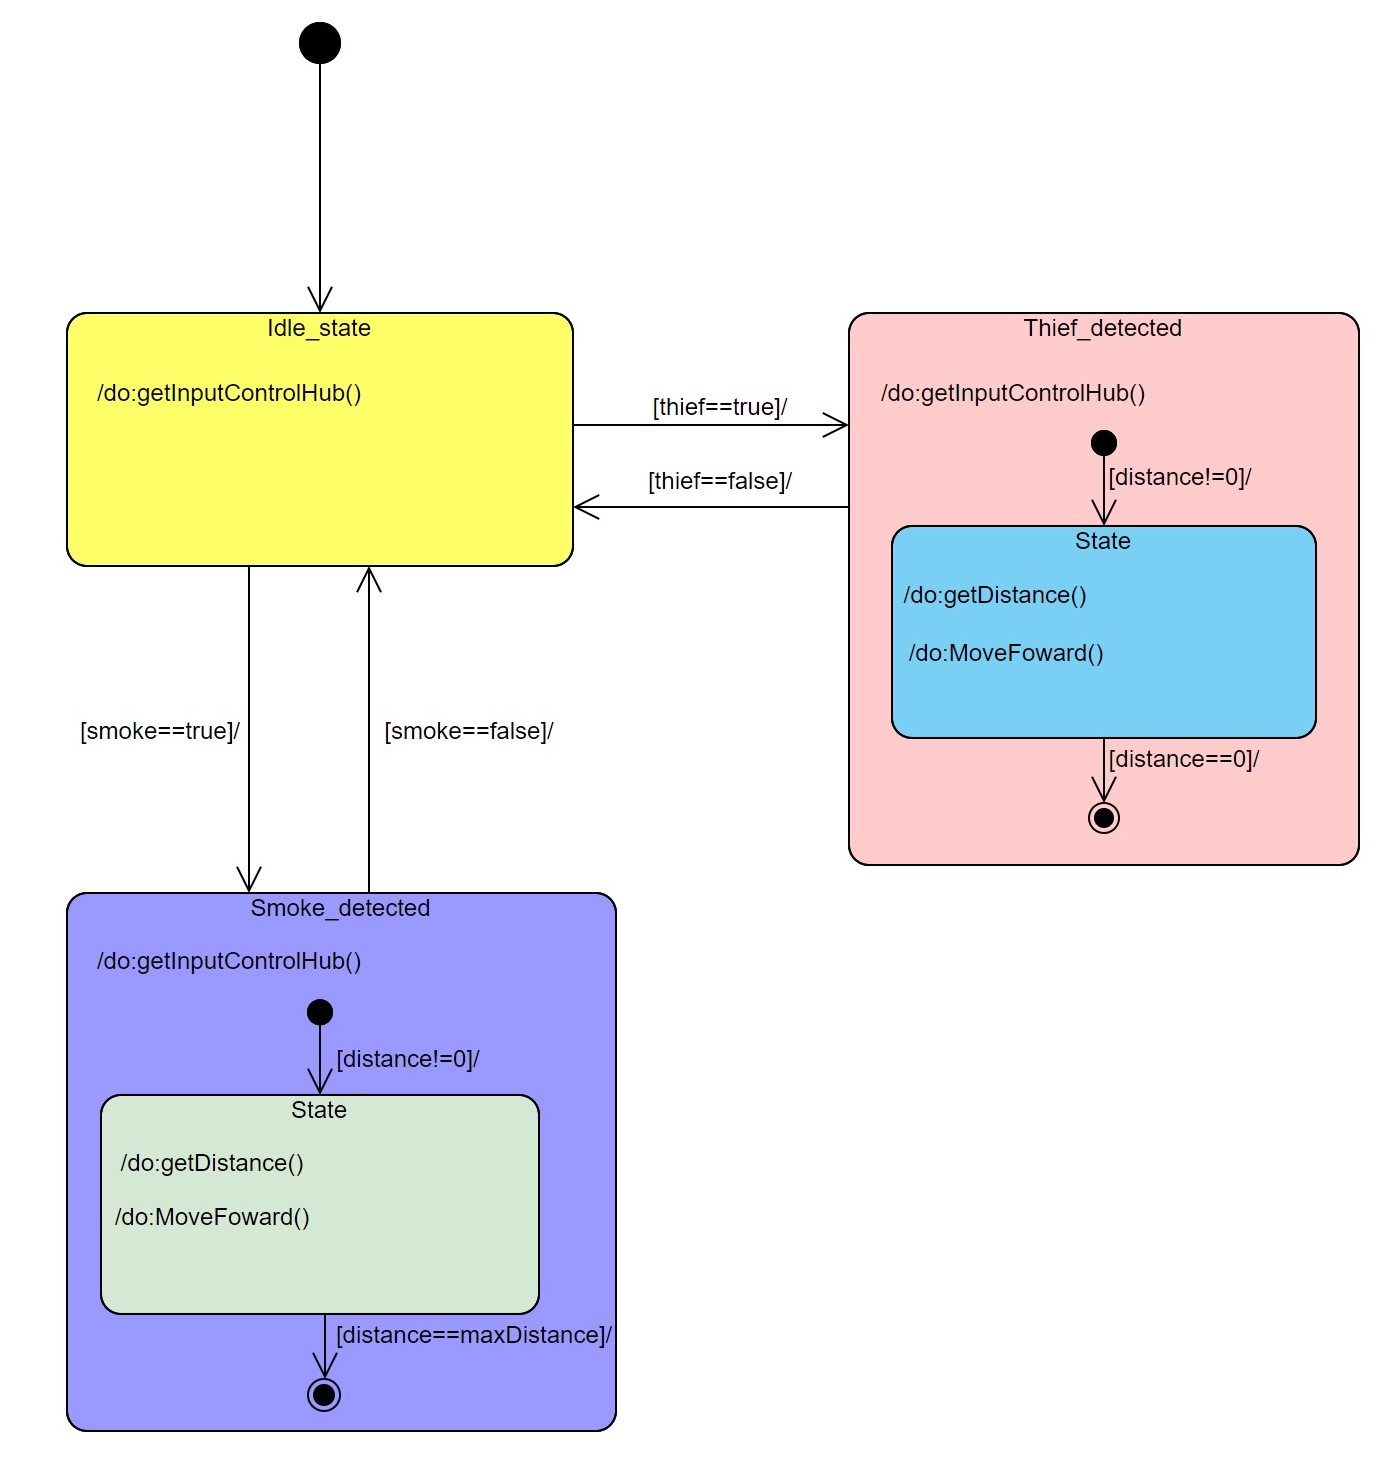 Idle_state
/do:getInputControlHub()
[thief==true]/
[thief==false]/
Thief_detected
/do:getInputControlHub()
[distance!=0]/
State
/do:getDistance()
/do:MoveFoward()
[distance==0]/
[smoke==true]/
[smoke==false]/
Smoke_detected
/do:getInputControlHub()
[distance!=0]/
State
/do:getDistance()
/do:MoveFoward()
[distance==maxDistance]/